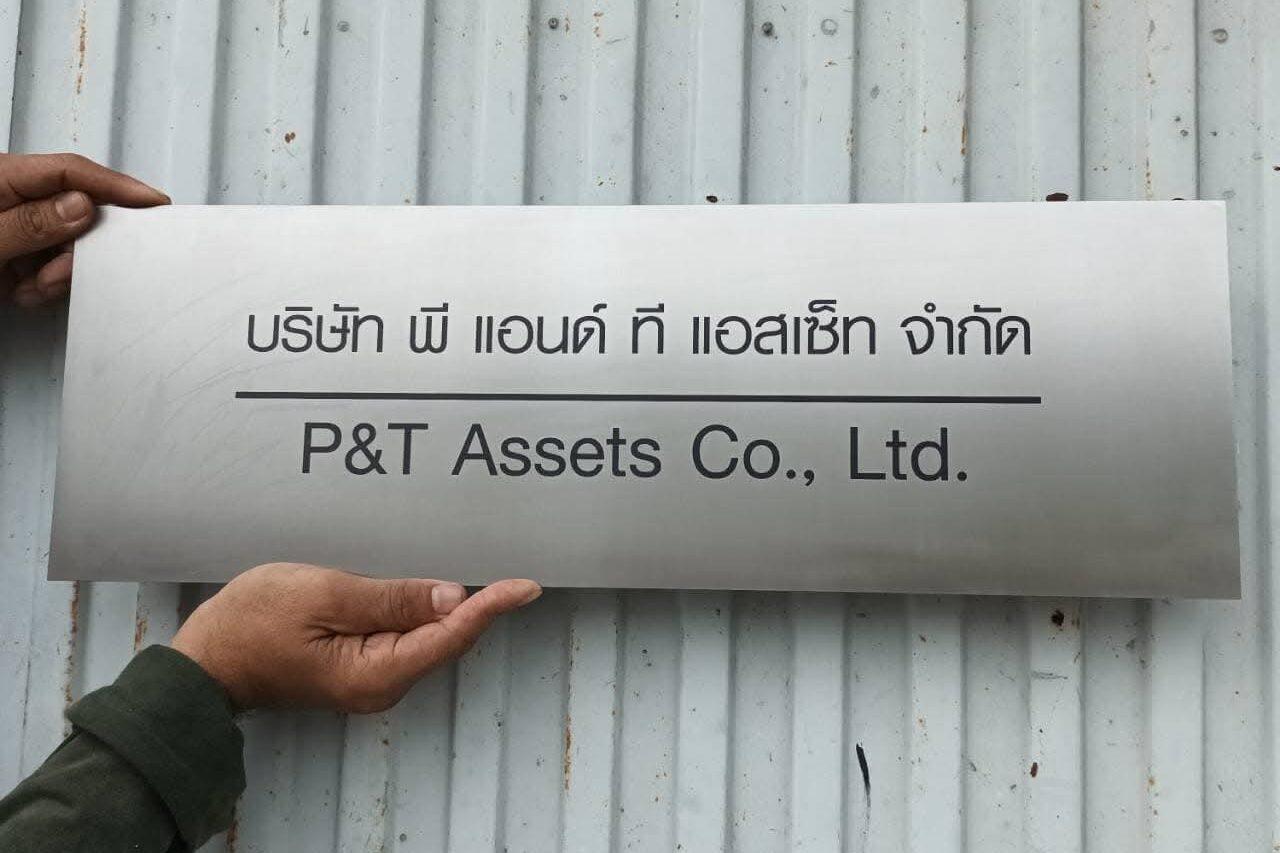 บริษัท พี แอนด์ ที แอสเซ็ท จำกัด
P&T Assets Co., Ltd.